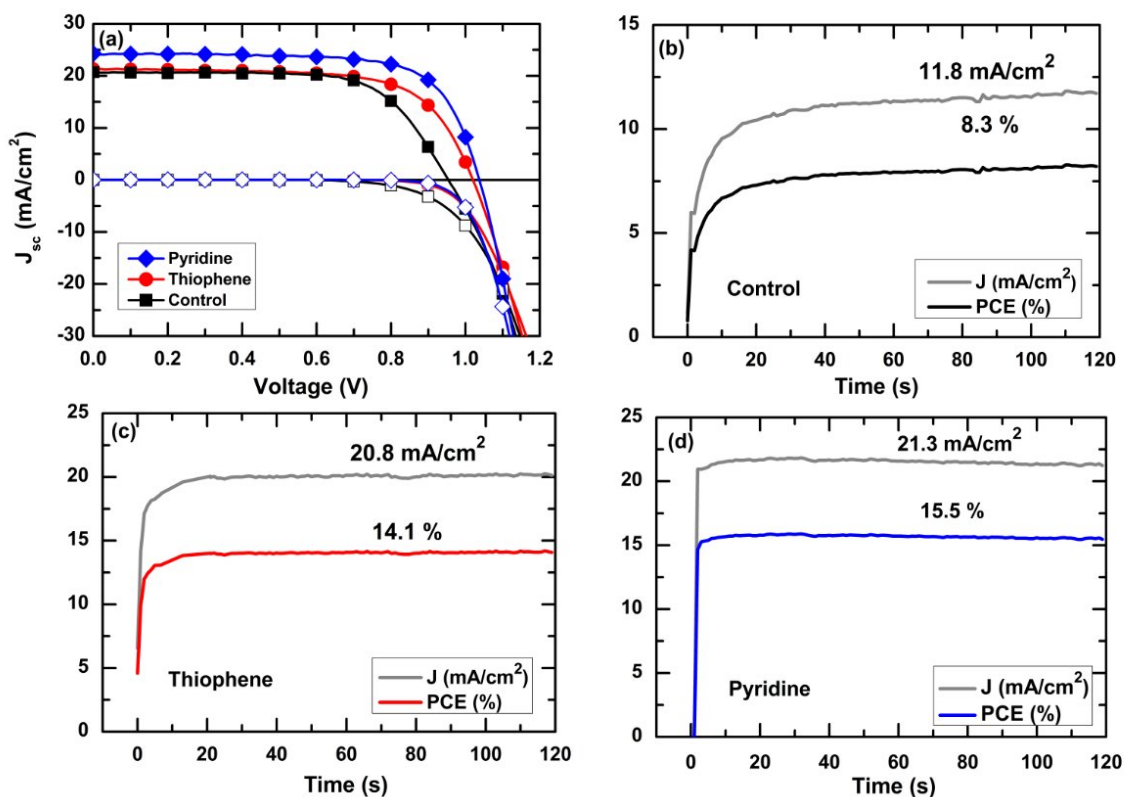 (a)
30
20
10
0
-10
-20
-30
J_sc (mA/cm²)
Pyridine
Thiophene
Control
0.0 0.2 0.4 0.6 0.8 1.0 1.2
Voltage (V)
(b)
15
10
5
0
11.8 mA/cm²
8.3 %
Control
J (mA/cm²)
PCE (%)
0 20 40 60 80 100 120
Time (s)
(c)
25
20
15
10
5
0
20.8 mA/cm²
14.1 %
Thiophene
J (mA/cm²)
PCE (%)
0 20 40 60 80 100 120
Time (s)
(d)
25
20
15
10
5
0
21.3 mA/cm²
15.5 %
Pyridine
J (mA/cm²)
PCE (%)
0 20 40 60 80 100 120
Time (s)